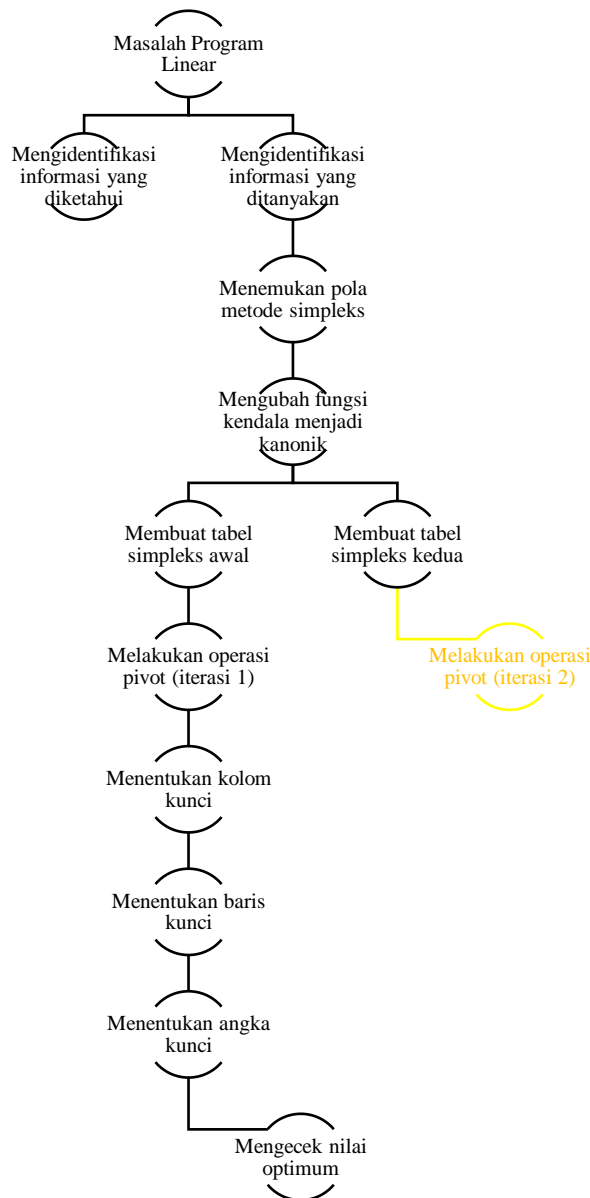 Masalah Program
Linear
Mengidentifikasi
informasi yang
diketahui
Mengidentifikasi
informasi yang
ditanyakan
Menemukan pola
metode simpleks
Mengubah fungsi
kendala menjadi
kanonik
Membuat tabel
simpleks awal
Membuat tabel
simpleks kedua
Melakukan operasi
pivot (iterasi 1)
Melakukan operasi
pivot (iterasi 2)
Menentukan kolom
kunci
Menentukan baris
kunci
Menentukan angka
kunci
Mengecek nilai
optimum